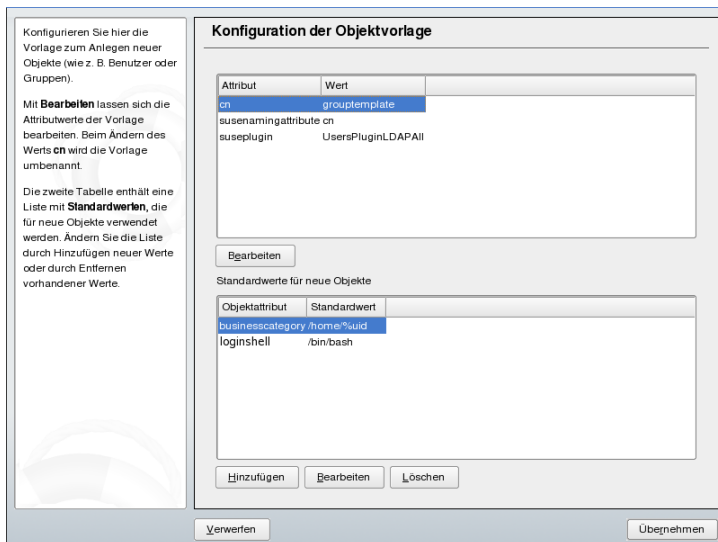 Konfigurieren Sie hier die
Vorlage zum Anlegen neuer
Objekte (wie z. B. Benutzer oder
Gruppen).
Mit Bearbeiten lassen sich die
Attributwerte der Vorlage
bearbeiten. Beim Ändern des
Werts cn wird die Vorlage
umbenannt.
Die zweite Tabelle enthält eine
Liste mit Standardwerten, die
für neue Objekte verwendet
werden. Ändern Sie die Liste
durch Hinzufügen neuer Werte
oder durch Entfernen
vorhandener Werte.
Konfiguration der Objektvorlage
Attribut Wert
cn grouptemplate
susenamingattribute cn
suseplugin UsersPluginLDAPAll
Bearbeiten
Standardwerte für neue Objekte
Objektattribut Standardwert
businesscategory /home/%uid
loginshell /bin/bash
Hinzufügen Bearbeiten Löschen
Verwerfen Übernehmen